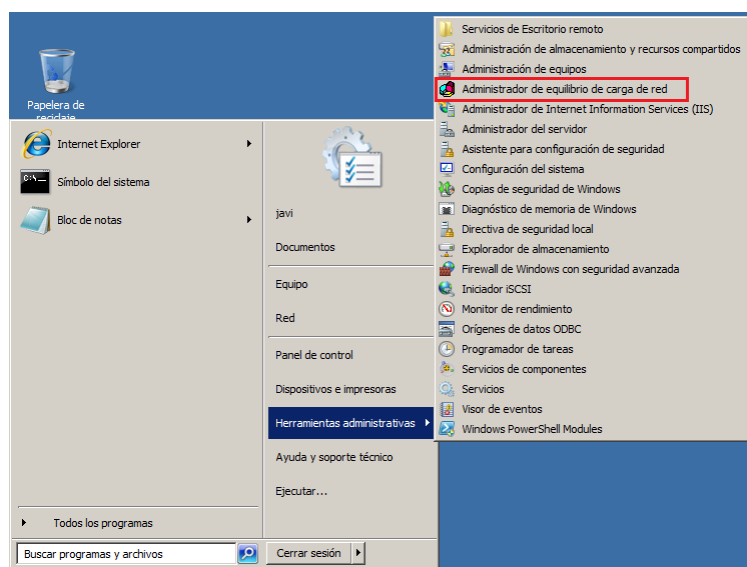 Papelera de
reciclaje
Internet Explorer
Símbolo del sistema
Bloc de notas
Todos los programas
Buscar programas y archivos
javi
Documentos
Equipo
Red
Panel de control
Dispositivos e impresoras
Herramientas administrativas
Ayuda y soporte técnico
Ejecutar...
Cerrar sesión
Servicios de Escritorio remoto
Administración de almacenamiento y recursos compartidos
Administración de equipos
Administrador de equilibrio de carga de red
Administrador de Internet Information Services (IIS)
Administrador del servidor
Asistente para configuración de seguridad
Configuración del sistema
Copias de seguridad de Windows
Diagnóstico de memoria de Windows
Directiva de seguridad local
Explorador de almacenamiento
Firewall de Windows con seguridad avanzada
Iniciador iSCSI
Monitor de rendimiento
Orígenes de datos ODBC
Programador de tareas
Servicios de componentes
Servicios
Visor de eventos
Windows PowerShell Modules